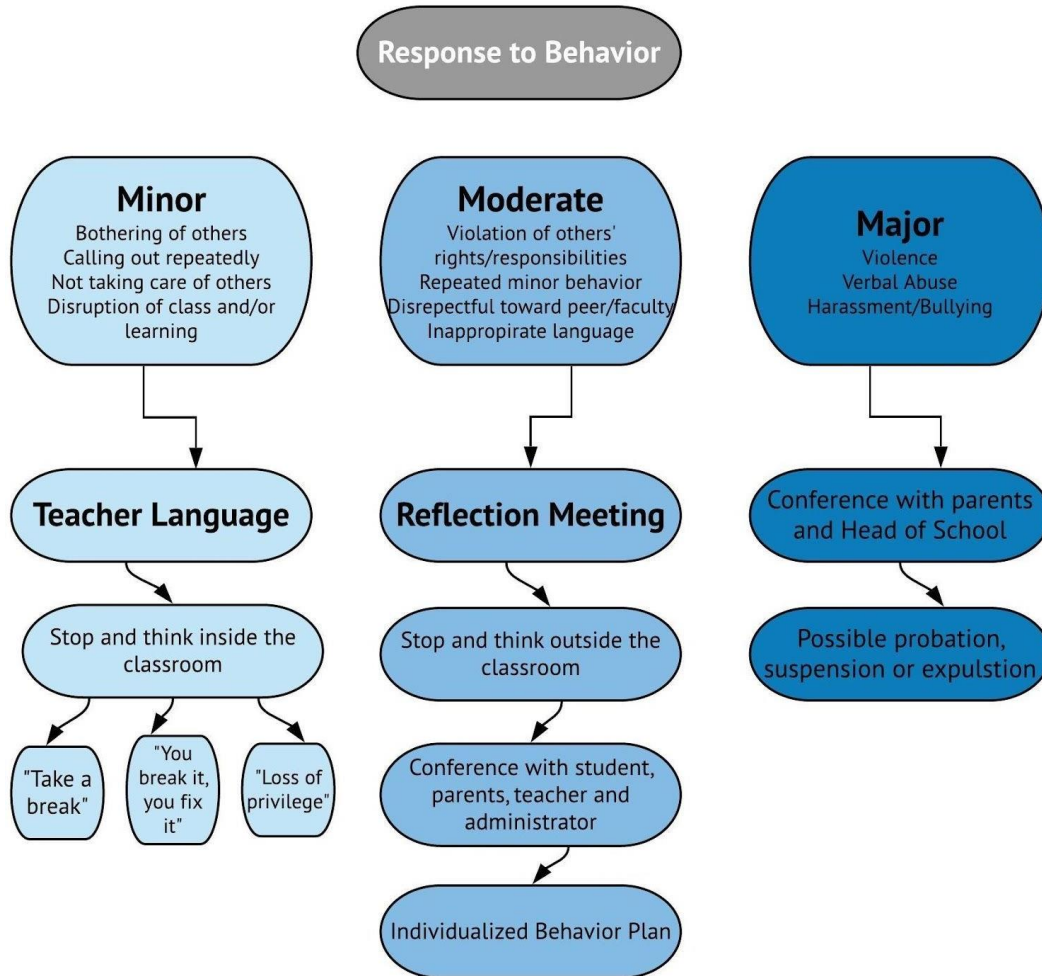 Response to Behavior
Minor
Bothering of others
Calling out repeatedly
Not taking care of others
Disruption of class and/or
learning
Teacher Language
Stop and think inside the
classroom
"Take a
break"
"You
break it,
you fix
it"
"Loss of
privilege"
Moderate
Violation of others'
rights/responsibilities
Repeated minor behavior
Disrepectful toward peer/faculty
Inappropirate language
Reflection Meeting
Stop and think outside the
classroom
Conference with student,
parents, teacher and
administrator
Individualized Behavior Plan
Major
Violence
Verbal Abuse
Harassment/Bullying
Conference with parents
and Head of School
Possible probation,
suspension or expulstion